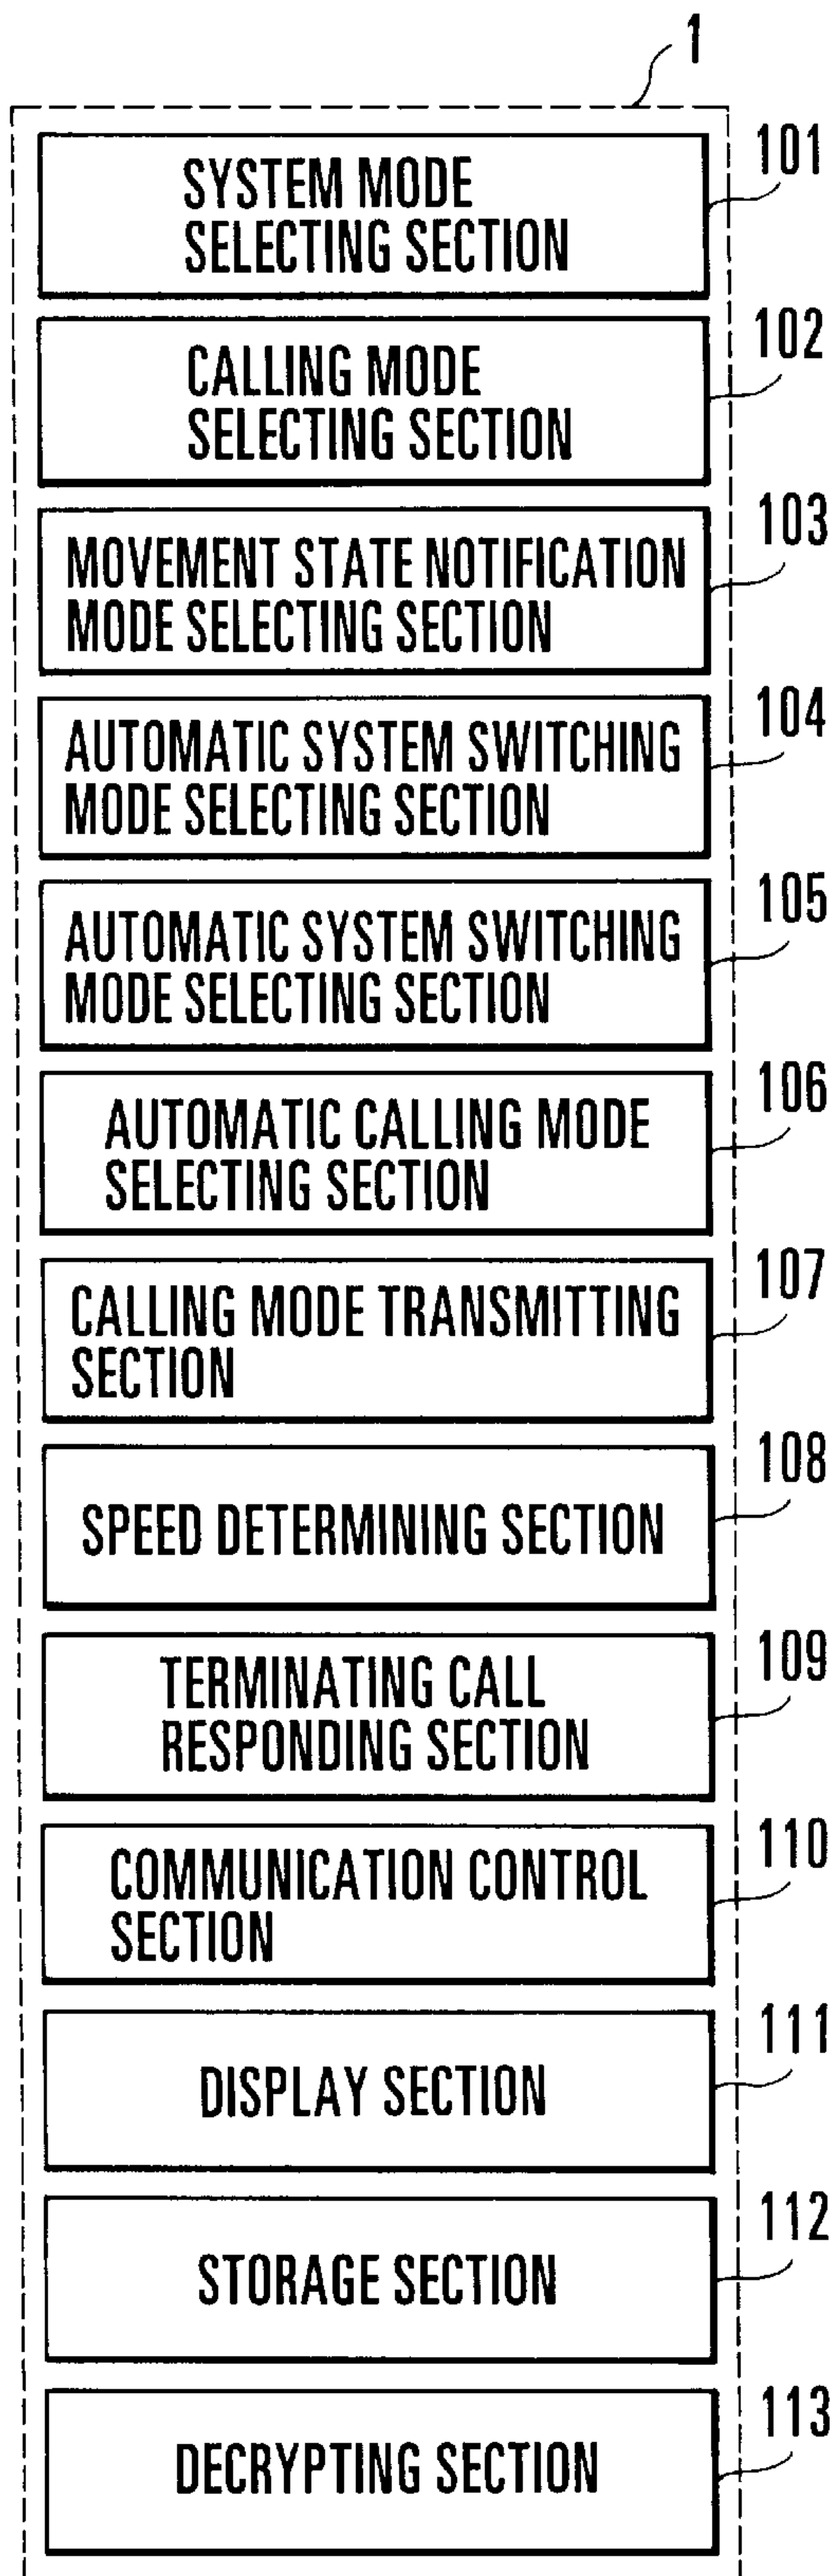 1
101
SYSTEM MODE
SELECTING SECTION
102
CALLING MODE
SELECTING SECTION
103
MOVEMENT STATE NOTIFICATION
MODE SELECTING SECTION
104
AUTOMATIC SYSTEM SWITCHING
MODE SELECTING SECTION
105
AUTOMATIC SYSTEM SWITCHING
MODE SELECTING SECTION
106
AUTOMATIC CALLING MODE
SELECTING SECTION
107
CALLING MODE TRANSMITTING
SECTION
108
SPEED DETERMINING SECTION
109
TERMINATING CALL
RESPONDING SECTION
110
COMMUNICATION CONTROL
SECTION
111
DISPLAY SECTION
112
STORAGE SECTION
113
DECRYPTING SECTION